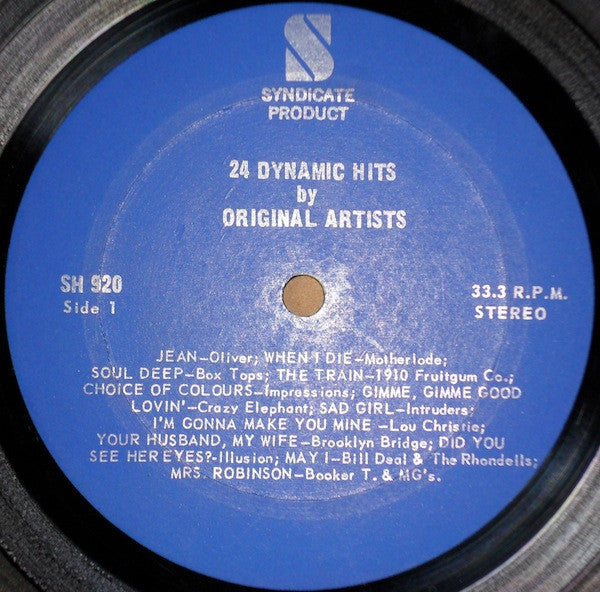 S
SYNDICATE
PRODUCT
24 DYNAMIC HITS
by
ORIGINAL ARTISTS
SH 920
Side 1
33.3 R.P.M.
STEREO
JEAN-Oliver; WHEN I DIE-Motherlode;
SOUL DEEP-Box Tops; THE TRAIN-1910 Fruitgum Co.;
CHOICE OF COLOURS-Impressions; GIMME, GIMME GOOD
LOVIN'-Crazy Elephant; SAD GIRL-Intruders;
I'M GONNA MAKE YOU MINE -Lou Christie;
YOUR HUSBAND, MY WIFE-Brooklyn Bridge; DID YOU
SEE HER EYES?-Illusion; MAY I-Bill Deal & The Rhondells;
MRS. ROBINSON-Booker T. & MG's.